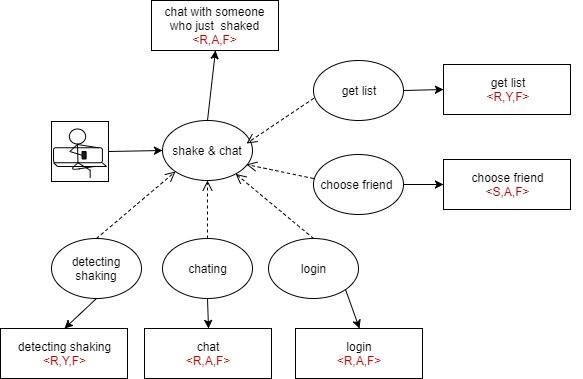 chat with someone
who just shaked
<R,A,F>
get list
get list
<R,Y,F>
shake & chat
choose friend
choose friend
<S,A,F>
detecting
shaking
chating
login
detecting shaking
<R,Y,F>
chat
<R,A,F>
login
<R,A,F>